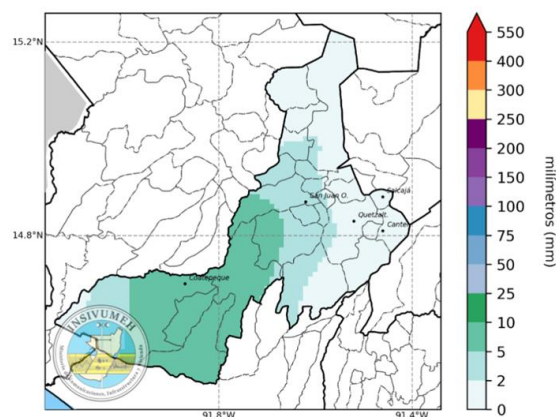 15.2°N
14.8°N
91.8°W
91.4°W
San Juan O.
Salcajá
Quetzalt.
Cantel
Coatepeque
INSIVUMEH
550
400
300
250
200
150
100
75
50
25
10
5
2
0
milímetros (mm)